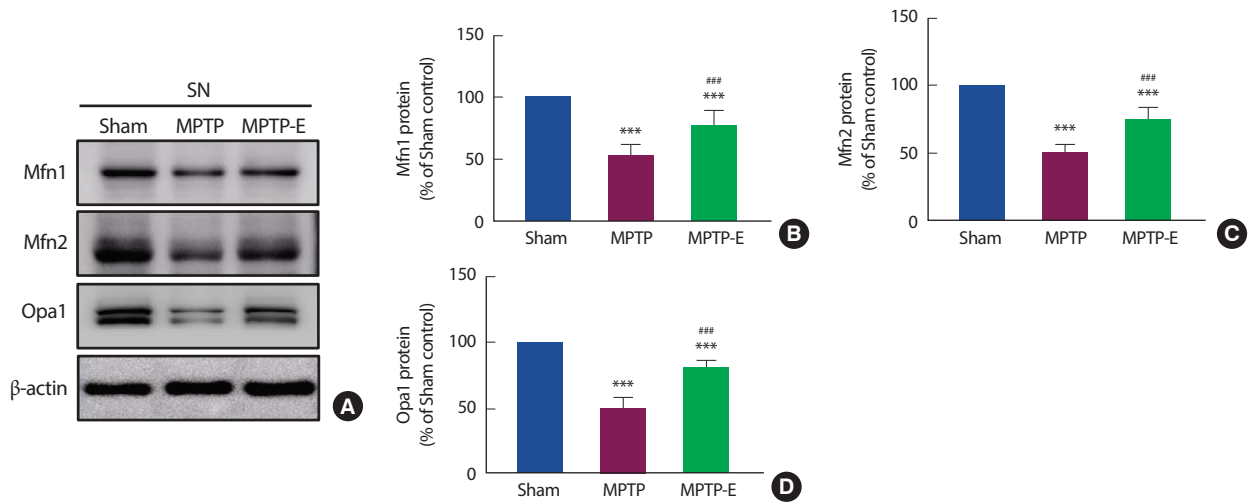 SN
Sham MPTP MPTP-E
Mfn1
Mfn2
Opa1
β-actin
A
Mfn1 protein
(% of Sham control)
150
100
50
0
***
###
***
Sham MPTP MPTP-E
B
Mfn2 protein
(% of Sham control)
150
100
50
0
***
###
***
Sham MPTP MPTP-E
C
Opa1 protein
(% of Sham control)
150
100
50
0
***
###
***
Sham MPTP MPTP-E
D